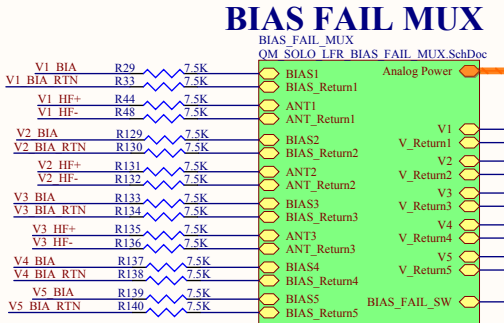 BIAS FAIL MUX
BIAS_FAIL_MUX
QM_SOLO_LFR_BIAS_FAIL_MUX.SchDoc
V1_BIA R29 7.5K BIAS1 Analog Power
V1_BIA_RTN R33 7.5K BIAS_Return1
V1_HF+ R44 7.5K ANT1
V1_HF- R48 7.5K ANT_Return1
V1
V2_BIA R129 7.5K BIAS2 V_Return1
V2_BIA_RTN R130 7.5K BIAS_Return2
V2
V2_HF+ R131 7.5K ANT2 V_Return2
V2_HF- R132 7.5K ANT_Return2
V3
V3_BIA R133 7.5K BIAS3 V_Return3
V3_BIA_RTN R134 7.5K BIAS_Return3
V4
V3_HF+ R135 7.5K ANT3 V_Return4
V3_HF- R136 7.5K ANT_Return3
V5
V4_BIA R137 7.5K BIAS4 V_Return5
V4_BIA_RTN R138 7.5K BIAS_Return4
V5_BIA R139 7.5K BIAS5 BIAS_FAIL_SW
V5_BIA_RTN R140 7.5K BIAS_Return5